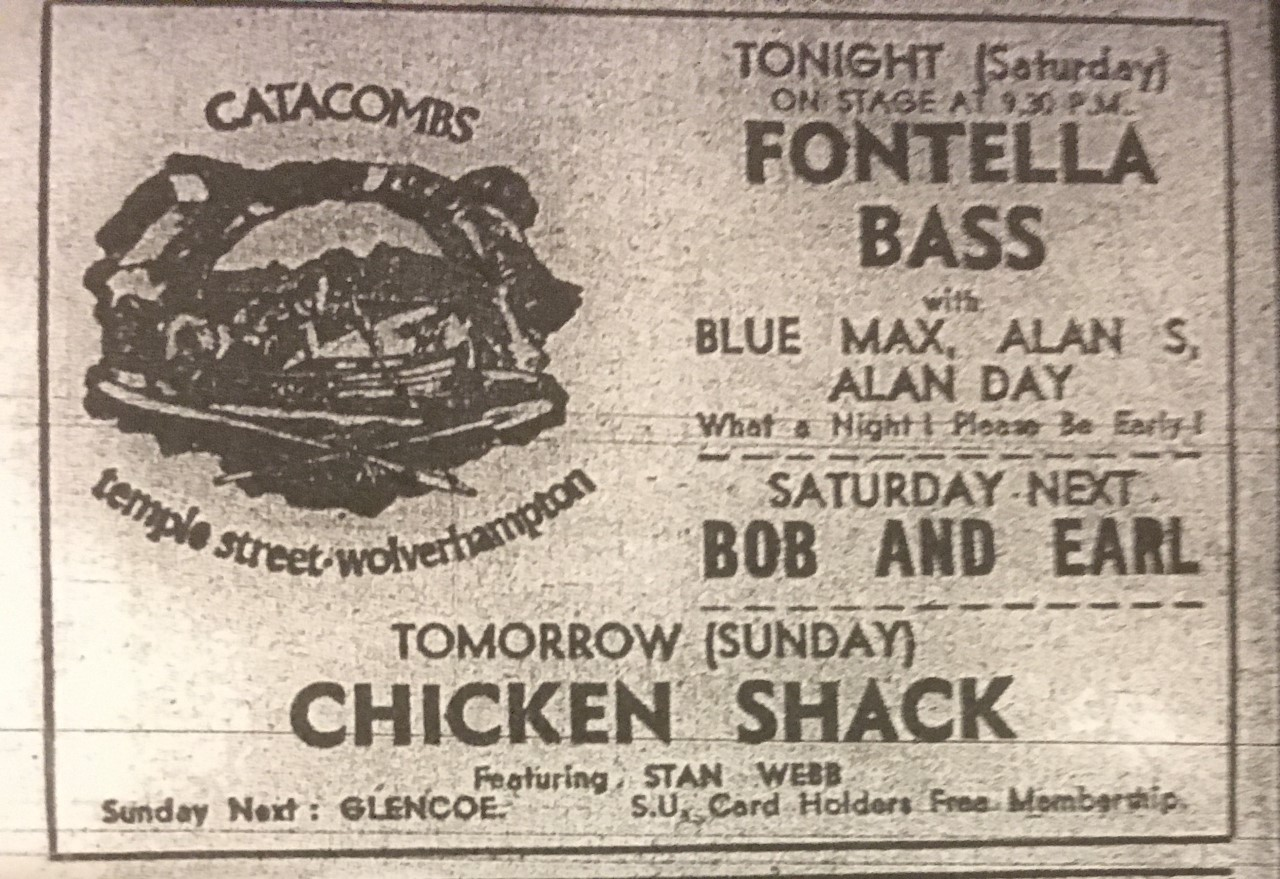 CATACOMBS
temple street·wolverhampton
TONIGHT (Saturday)
ON STAGE AT 9.30 P.M.
FONTELLA
BASS
with
BLUE MAX, ALAN S,
ALAN DAY
What a Night! Please Be Early!
SATURDAY NEXT
BOB AND EARL
TOMORROW (SUNDAY)
CHICKEN SHACK
Featuring STAN WEBB
Sunday Next: GLENCOE. S.U. Card Holders Free Membership.